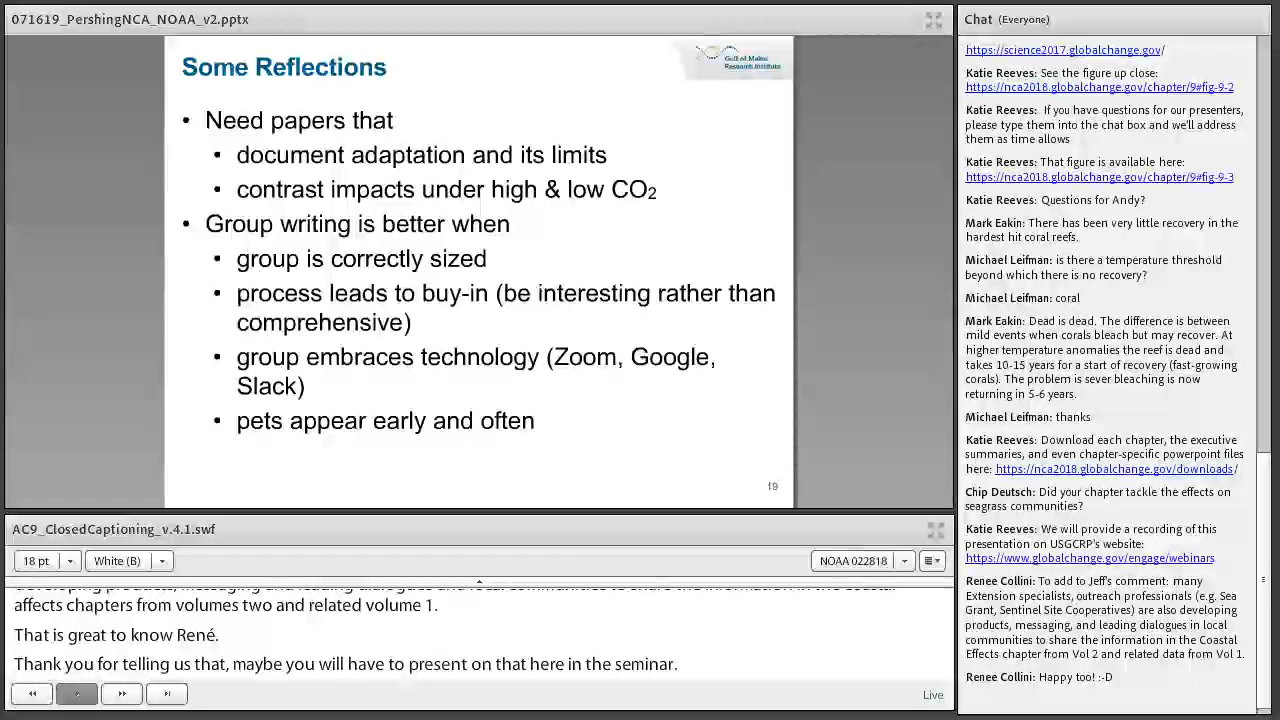 071619_PershingNCA_NOAA_v2.pptx
Some Reflections
Gulf of Maine
Research Institute
• Need papers that
• document adaptation and its limits
• contrast impacts under high & low CO2
• Group writing is better when
• group is correctly sized
• process leads to buy-in (be interesting rather than
comprehensive)
• group embraces technology (Zoom, Google,
Slack)
• pets appear early and often
19
AC9_ClosedCaptioning_v.4.1.swf
18 pt
White (B)
NOAA 022818
affects chapters from volumes two and related volume 1.
That is great to know René.
Thank you for telling us that, maybe you will have to present on that here in the seminar.
Live
Chat (Everyone)
https://science2017.globalchange.gov/
Katie Reeves: See the figure up close:
https://nca2018.globalchange.gov/chapter/9#fig-9-2
Katie Reeves: If you have questions for our presenters,
please type them into the chat box and we'll address
them as time allows
Katie Reeves: That figure is available here:
https://nca2018.globalchange.gov/chapter/9#fig-9-3
Katie Reeves: Questions for Andy?
Mark Eakin: There has been very little recovery in the
hardest hit coral reefs.
Michael Leifman: is there a temperature threshold
beyond which there is no recovery?
Michael Leifman: coral
Mark Eakin: Dead is dead. The difference is between
mild events when corals bleach but may recover. At
higher temperature anomalies the reef is dead and
takes 10-15 years for a start of recovery (fast-growing
corals). The problem is sever bleaching is now
returning in 5-6 years.
Michael Leifman: thanks
Katie Reeves: Download each chapter, the executive
summaries, and even chapter-specific powerpoint files
here: https://nca2018.globalchange.gov/downloads/
Chip Deutsch: Did your chapter tackle the effects on
seagrass communities?
Katie Reeves: We will provide a recording of this
presentation on USGCRP's website:
https://www.globalchange.gov/engage/webinars
Renee Collini: To add to Jeff's comment: many
Extension specialists, outreach professionals (e.g. Sea
Grant, Sentinel Site Cooperatives) are also developing
products, messaging, and leading dialogues in local
communities to share the information in the Coastal
Effects chapter from Vol 2 and related data from Vol 1.
Renee Collini: Happy too! :-D